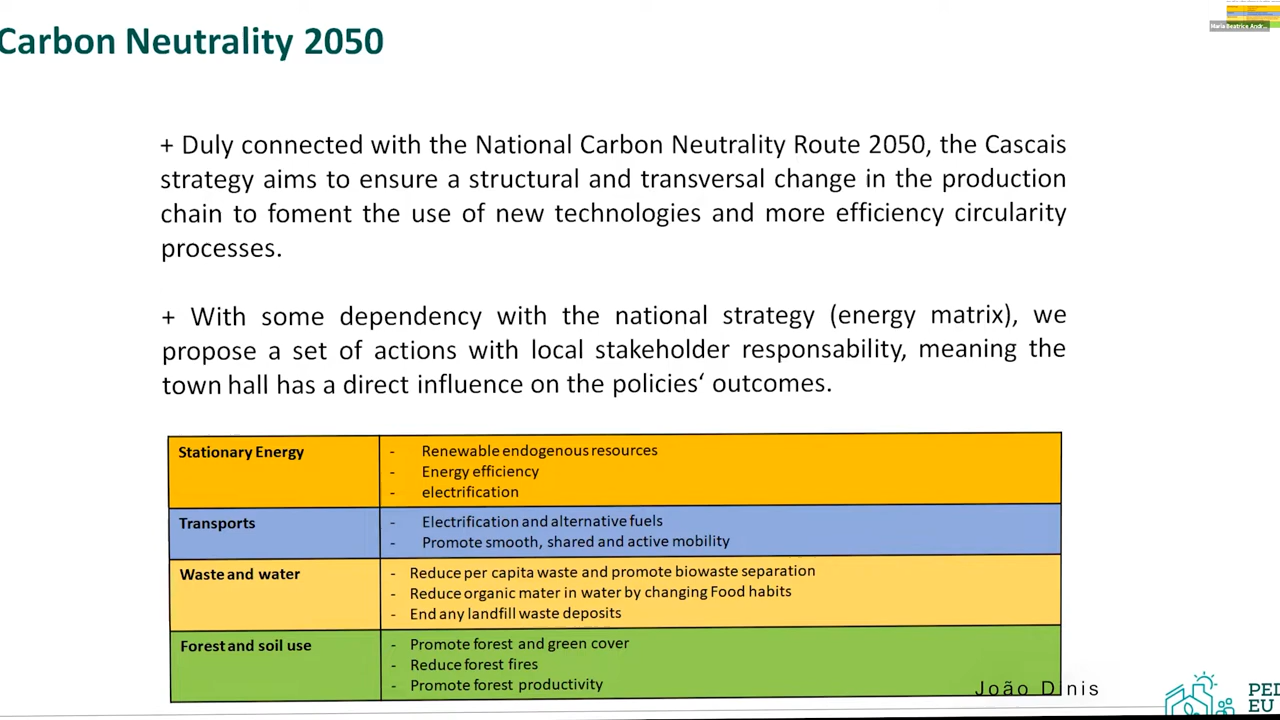 Carbon Neutrality 2050
Maria Beatrice Andr...
+ Duly connected with the National Carbon Neutrality Route 2050, the Cascais
strategy aims to ensure a structural and transversal change in the production
chain to foment the use of new technologies and more efficiency circularity
processes.
+ With some dependency with the national strategy (energy matrix), we
propose a set of actions with local stakeholder responsability, meaning the
town hall has a direct influence on the policies‘ outcomes.
Stationary Energy
- Renewable endogenous resources
- Energy efficiency
- electrification
Transports
- Electrification and alternative fuels
- Promote smooth, shared and active mobility
Waste and water
- Reduce per capita waste and promote biowaste separation
- Reduce organic mater in water by changing Food habits
- End any landfill waste deposits
Forest and soil use
- Promote forest and green cover
- Reduce forest fires
- Promote forest productivity
João Dinis
PED
EU